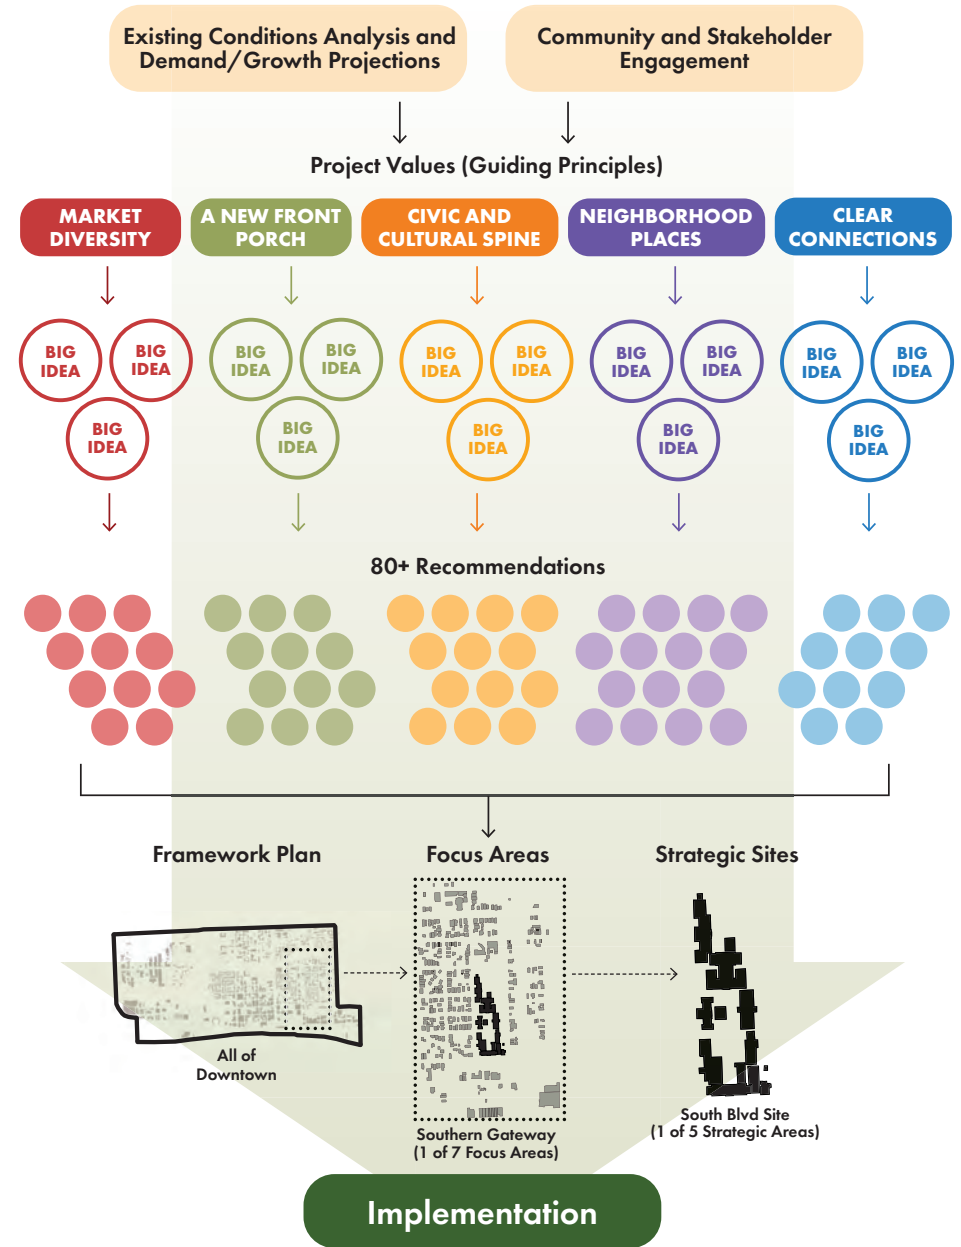 Existing Conditions Analysis and
Demand/Growth Projections
Community and Stakeholder
Engagement
Project Values (Guiding Principles)
MARKET
DIVERSITY
A NEW FRONT
PORCH
CIVIC AND
CULTURAL SPINE
NEIGHBORHOOD
PLACES
CLEAR
CONNECTIONS
BIG
IDEA
BIG
IDEA
BIG
IDEA
BIG
IDEA
BIG
IDEA
BIG
IDEA
BIG
IDEA
BIG
IDEA
BIG
IDEA
BIG
IDEA
BIG
IDEA
BIG
IDEA
BIG
IDEA
BIG
IDEA
BIG
IDEA
80+ Recommendations
Framework Plan
Focus Areas
Strategic Sites
All of
Downtown
Southern Gateway
(1 of 7 Focus Areas)
South Blvd Site
(1 of 5 Strategic Areas)
Implementation